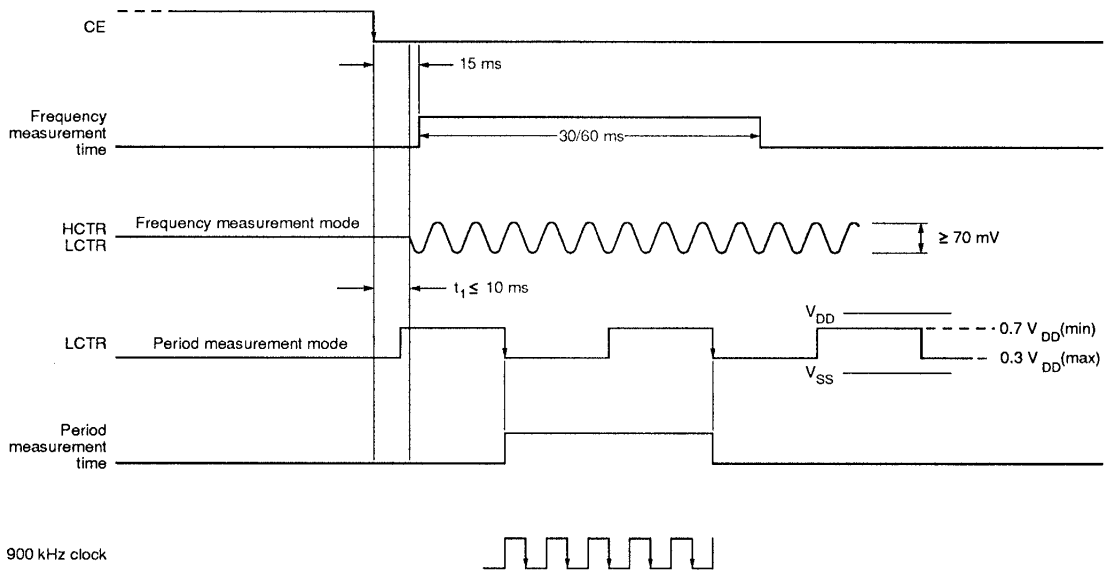 CE
15 ms
Frequency
measurement
time
30/60 ms
HCTR
LCTR
Frequency measurement mode
≥ 70 mV
t1 ≤ 10 ms
VDD
0.7 VDD(min)
LCTR
Period measurement mode
0.3 VDD(max)
VSS
Period
measurement
time
900 kHz clock